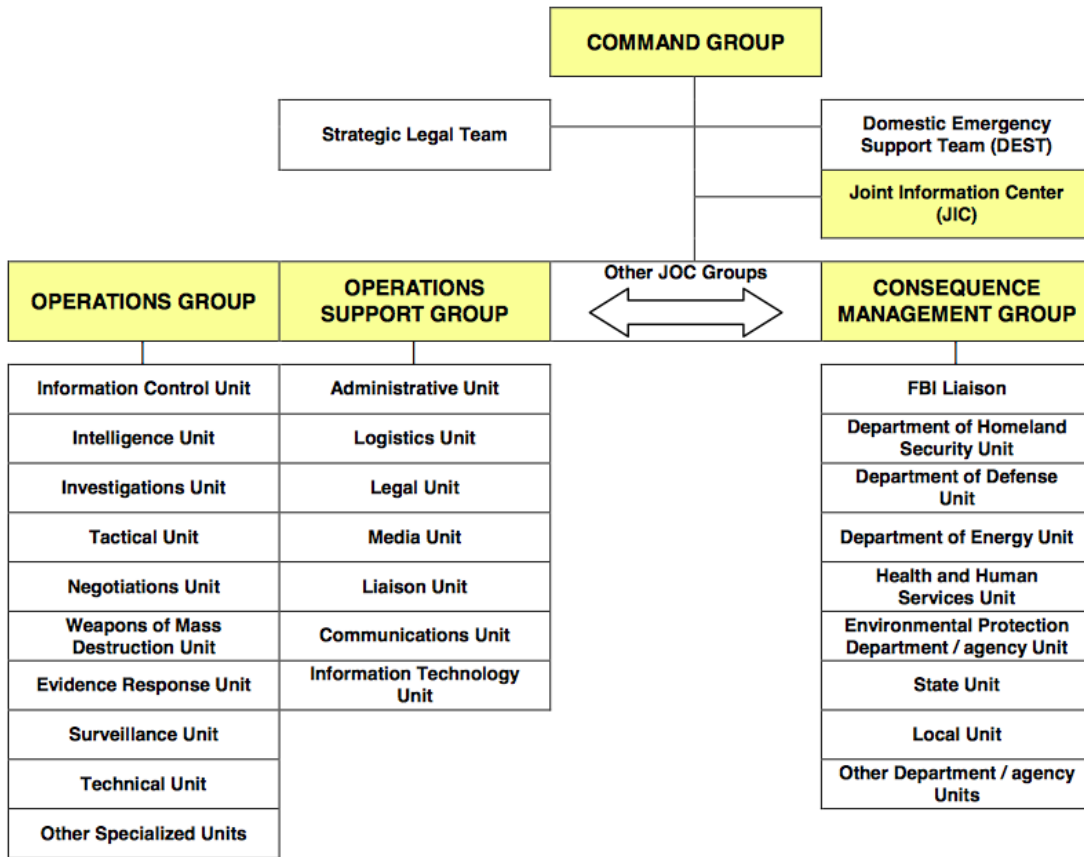 COMMAND GROUP
Strategic Legal Team
Domestic Emergency
Support Team (DEST)
Joint Information Center
(JIC)
OPERATIONS GROUP
OPERATIONS
SUPPORT GROUP
Other JOC Groups
CONSEQUENCE
MANAGEMENT GROUP
Information Control Unit
Intelligence Unit
Investigations Unit
Tactical Unit
Negotiations Unit
Weapons of Mass
Destruction Unit
Evidence Response Unit
Surveillance Unit
Technical Unit
Other Specialized Units
Administrative Unit
Logistics Unit
Legal Unit
Media Unit
Liaison Unit
Communications Unit
Information Technology
Unit
FBI Liaison
Department of Homeland
Security Unit
Department of Defense
Unit
Department of Energy Unit
Health and Human
Services Unit
Environmental Protection
Department / agency Unit
State Unit
Local Unit
Other Department / agency
Units